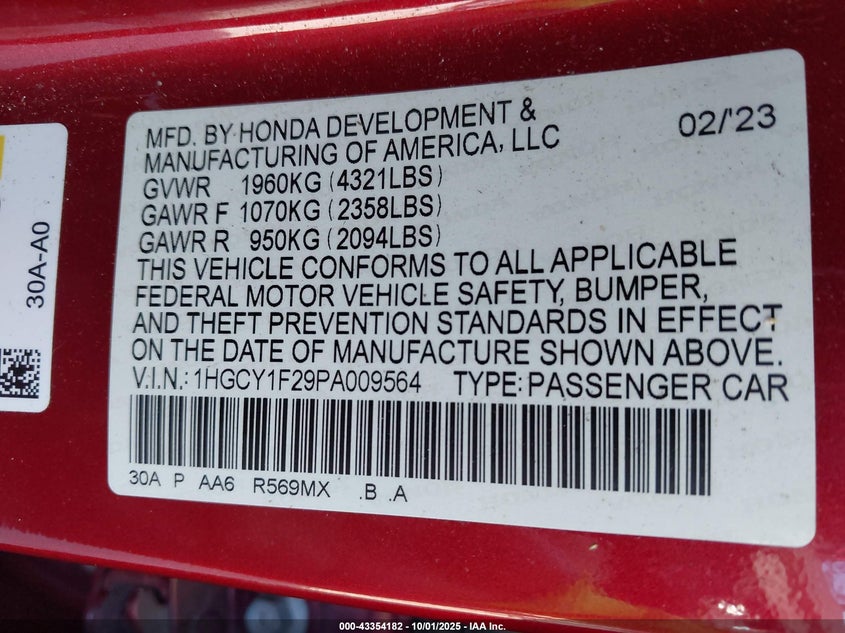 MFD. BY HONDA DEVELOPMENT &
MANUFACTURING OF AMERICA, LLC
02/'23
GVWR 1960KG (4321LBS)
GAWR F 1070KG (2358LBS)
GAWR R 950KG (2094LBS)
THIS VEHICLE CONFORMS TO ALL APPLICABLE
FEDERAL MOTOR VEHICLE SAFETY, BUMPER,
AND THEFT PREVENTION STANDARDS IN EFFECT
ON THE DATE OF MANUFACTURE SHOWN ABOVE.
V.I.N.: 1HGCY1F29PA009564 TYPE: PASSENGER CAR
30A P AA6 R569MX .B .A
30A-A0
000-43354182 - 10/01/2025 - IAA Inc.